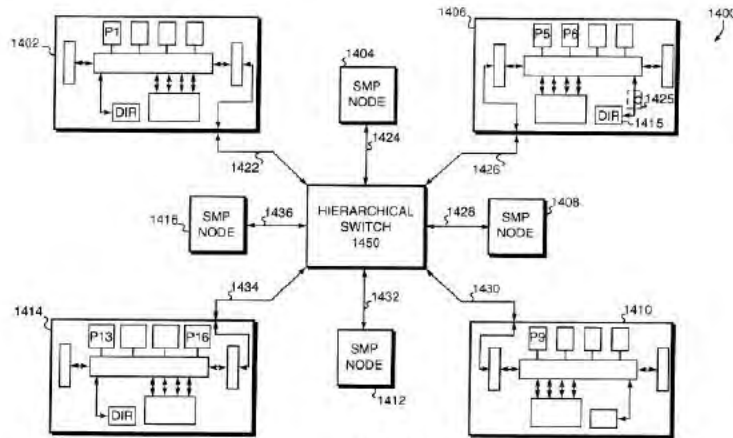 1400
1402
P1
DIR
1422
1404
SMP
NODE
1424
1406
P5 P6
1425
DIR
1415
1426
1416
SMP
NODE
1436
HIERARCHICAL
SWITCH
1450
1428
SMP
NODE
1408
1434
1432
1430
1414
P13
P16
DIR
SMP
NODE
1412
1410
P9